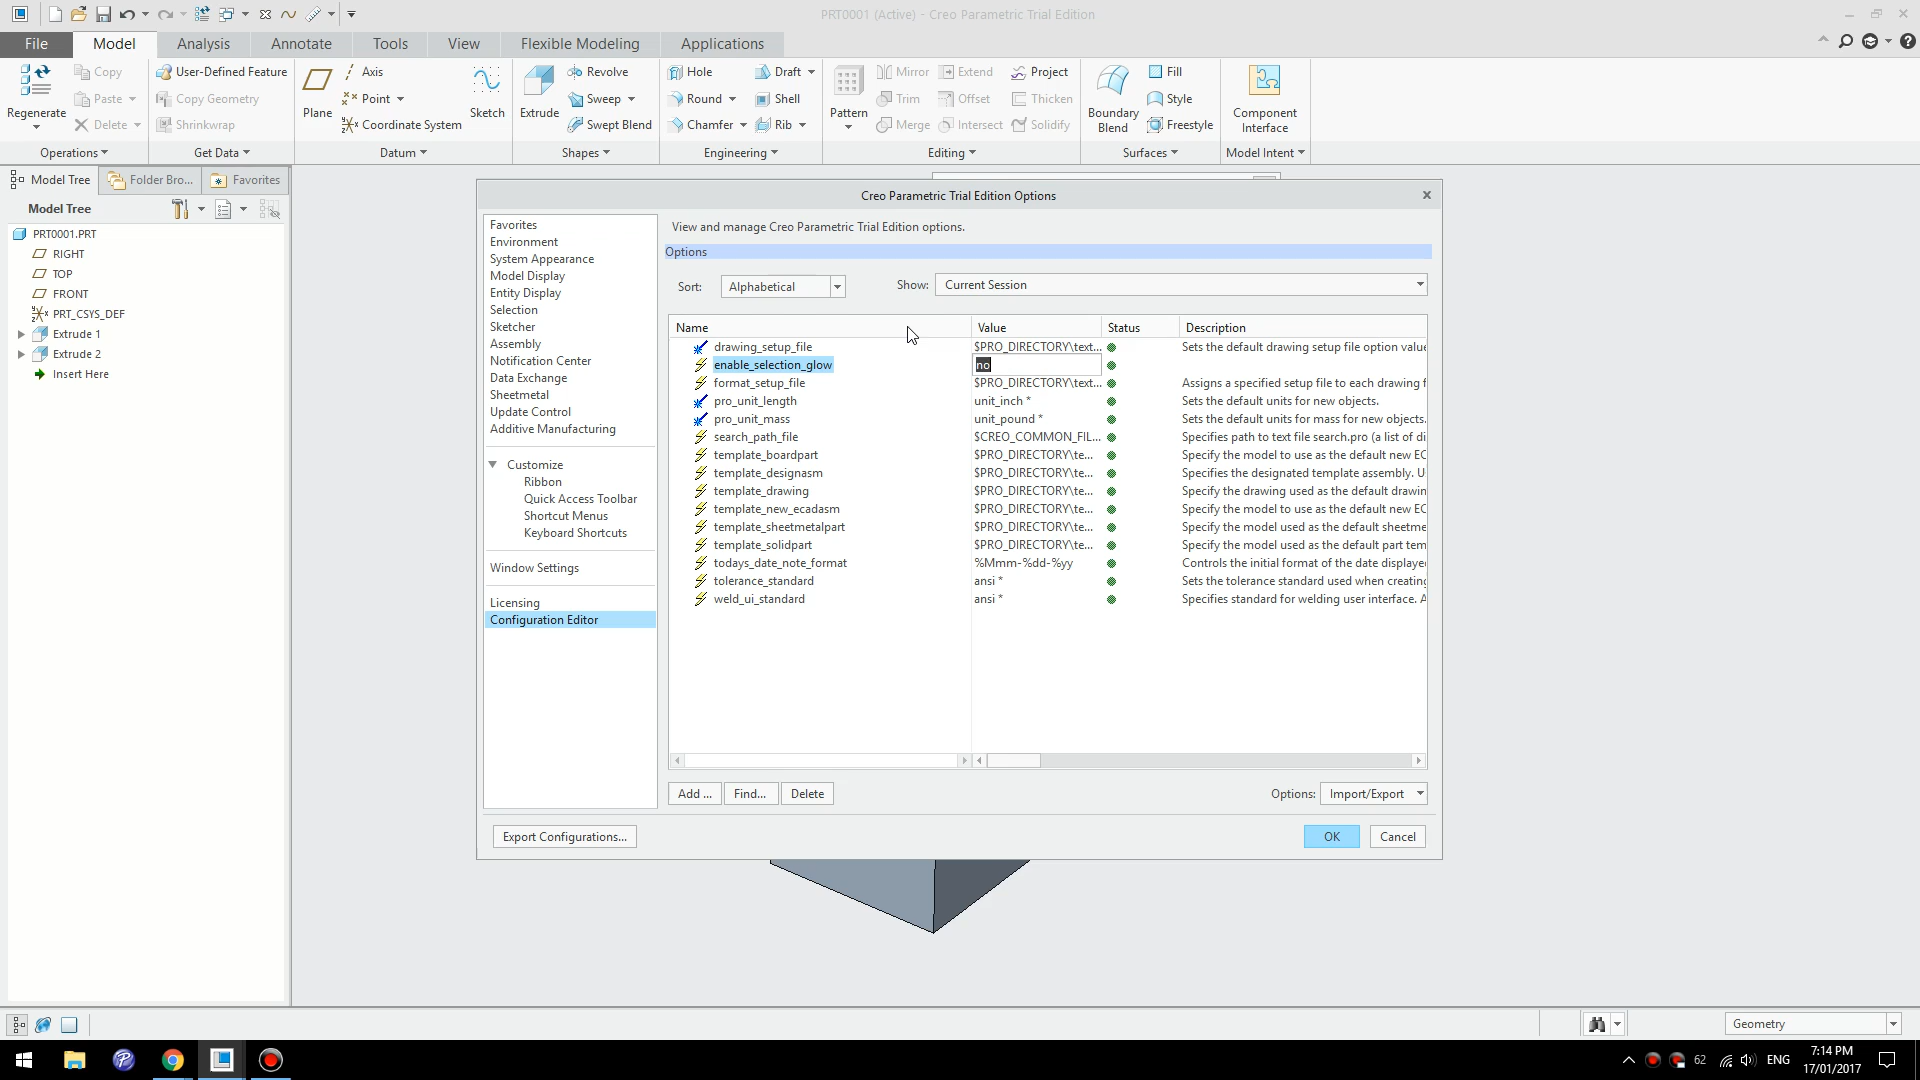 PRT0001 (Active) - Creo Parametric Trial Edition
File
Model
Analysis
Annotate
Tools
View
Flexible Modeling
Applications
Regenerate
Copy
Paste
Delete
Operations
User-Defined Feature
Copy Geometry
Shrinkwrap
Get Data
Plane
Axis
Point
Coordinate System
Sketch
Datum
Extrude
Revolve
Sweep
Swept Blend
Shapes
Hole
Round
Chamfer
Draft
Shell
Rib
Engineering
Pattern
Mirror
Trim
Merge
Extend
Offset
Intersect
Project
Thicken
Solidify
Editing
Boundary
Blend
Fill
Style
Freestyle
Surfaces
Component
Interface
Model Intent
Model Tree
Folder Bro...
Favorites
Model Tree
PRT0001.PRT
RIGHT
TOP
FRONT
PRT_CSYS_DEF
Extrude 1
Extrude 2
Insert Here
Creo Parametric Trial Edition Options
Favorites
Environment
System Appearance
Model Display
Entity Display
Selection
Sketcher
Assembly
Notification Center
Data Exchange
Sheetmetal
Update Control
Additive Manufacturing
Customize
Ribbon
Quick Access Toolbar
Shortcut Menus
Keyboard Shortcuts
Window Settings
Licensing
Configuration Editor
View and manage Creo Parametric Trial Edition options.
Options
Sort: Alphabetical
Show: Current Session
Name Value Status Description
drawing_setup_file $PRO_DIRECTORY\text... Sets the default drawing setup file option value
enable_selection_glow no
format_setup_file $PRO_DIRECTORY\text... Assigns a specified setup file to each drawing f
pro_unit_length unit_inch * Sets the default units for new objects.
pro_unit_mass unit_pound * Sets the default units for mass for new objects.
search_path_file $CREO_COMMON_FIL... Specifies path to text file search.pro (a list of di
template_boardpart $PRO_DIRECTORY\te... Specify the model to use as the default new EC
template_designasm $PRO_DIRECTORY\te... Specifies the designated template assembly. U
template_drawing $PRO_DIRECTORY\te... Specify the drawing used as the default drawin
template_new_ecadasm $PRO_DIRECTORY\te... Specify the model to use as the default new EC
template_sheetmetalpart $PRO_DIRECTORY\te... Specify the model used as the default sheetme
template_solidpart $PRO_DIRECTORY\te... Specify the model used as the default part tem
todays_date_note_format %Mmm-%dd-%yy Controls the initial format of the date displaye
tolerance_standard ansi * Sets the tolerance standard used when creating
weld_ui_standard ansi * Specifies standard for welding user interface. A
Add ...
Find...
Delete
Options: Import/Export
Export Configurations...
OK
Cancel
Geometry
62
ENG
7:14 PM
17/01/2017